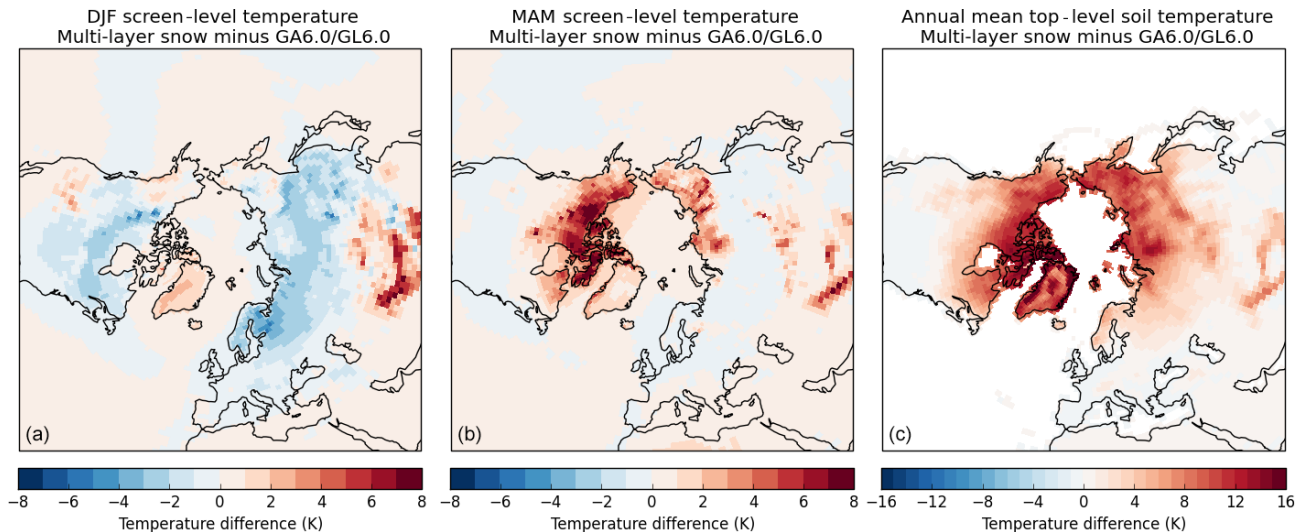 DJF screen-level temperature
Multi-layer snow minus GA6.0/GL6.0
(a)
−8 −6 −4 −2 0 2 4 6 8
Temperature difference (K)
MAM screen-level temperature
Multi-layer snow minus GA6.0/GL6.0
(b)
−8 −6 −4 −2 0 2 4 6 8
Temperature difference (K)
Annual mean top-level soil temperature
Multi-layer snow minus GA6.0/GL6.0
(c)
−16 −12 −8 −4 0 4 8 12 16
Temperature difference (K)